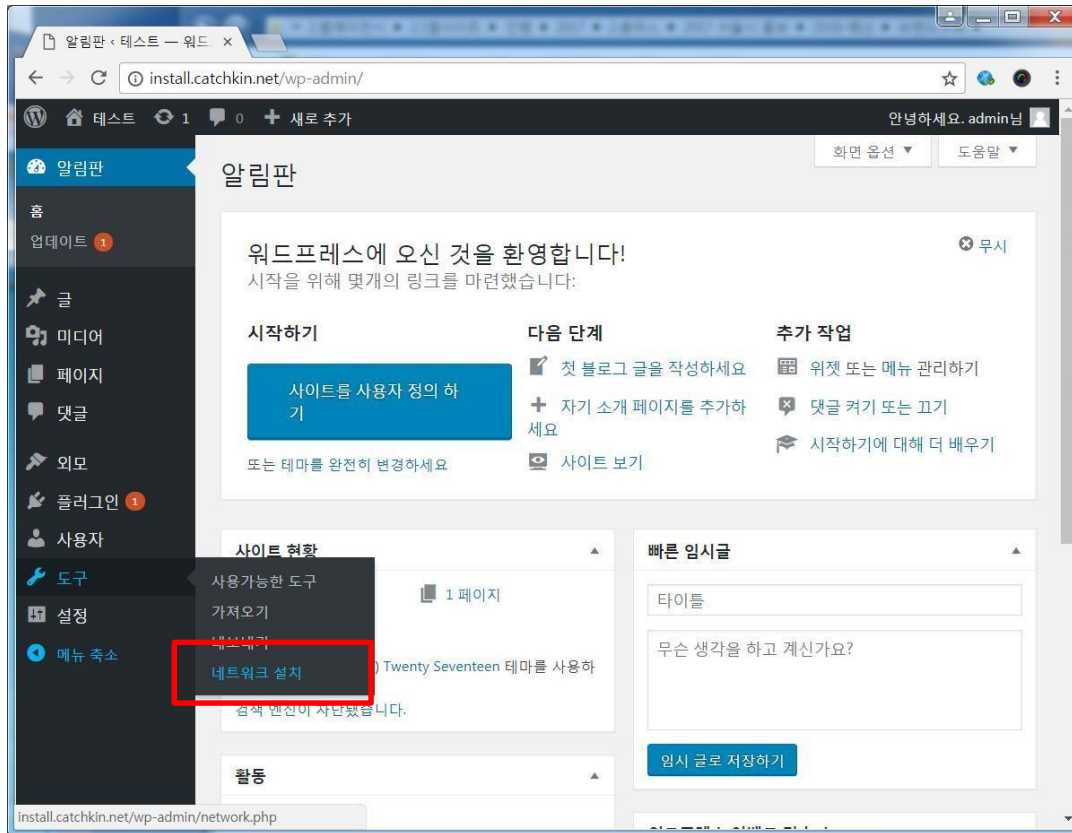 알림판 ‹ 테스트 — 워드
install.catchkin.net/wp-admin/
테스트 1 0 새로 추가 안녕하세요. admin님
알림판
홈
업데이트 1
글
미디어
페이지
댓글
외모
플러그인 1
사용자
도구
설정
메뉴 축소
사용가능한 도구
가져오기
네트워크 설치
화면 옵션 도움말
알림판
워드프레스에 오신 것을 환영합니다!
무시
시작을 위해 몇개의 링크를 마련했습니다:
시작하기
사이트를 사용자 정의 하
기
또는 테마를 완전히 변경하세요
다음 단계
첫 블로그 글을 작성하세요
자기 소개 페이지를 추가하
세요
사이트 보기
추가 작업
위젯 또는 메뉴 관리하기
댓글 켜기 또는 끄기
시작하기에 대해 더 배우기
사이트 현황
1 페이지
) Twenty Seventeen 테마를 사용하
검색 엔진이 차단됐습니다.
활동
빠른 임시글
타이틀
무슨 생각을 하고 계신가요?
임시 글로 저장하기
install.catchkin.net/wp-admin/network.php